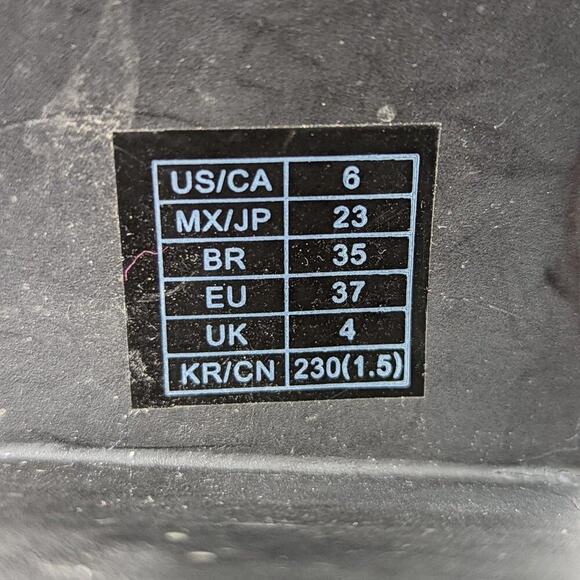 US/CA 6
MX/JP 23
BR 35
EU 37
UK 4
KR/CN 230(1.5)